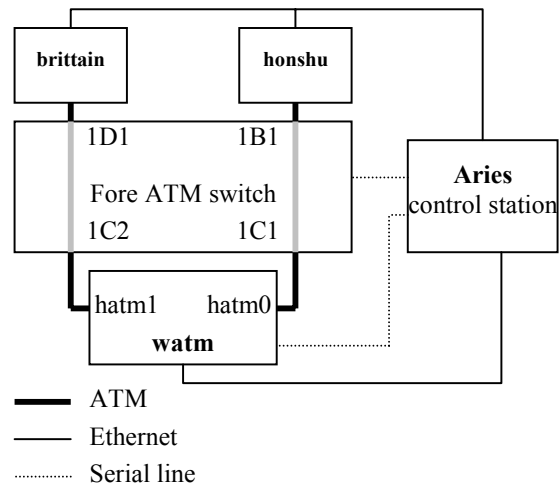 brittain
honshu
1D1
1B1
Aries
control station
Fore ATM switch
1C2
1C1
hatm1
hatm0
watm
ATM
Ethernet
Serial line